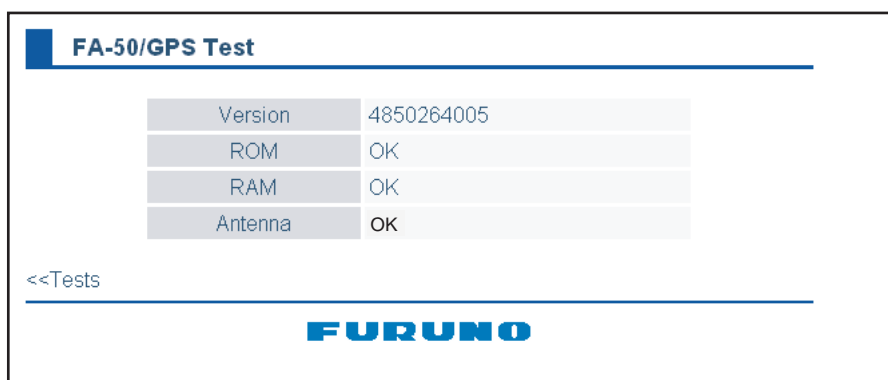 FA-50/GPS Test
Version 4850264005
ROM OK
RAM OK
Antenna OK
<<Tests
FURUNO